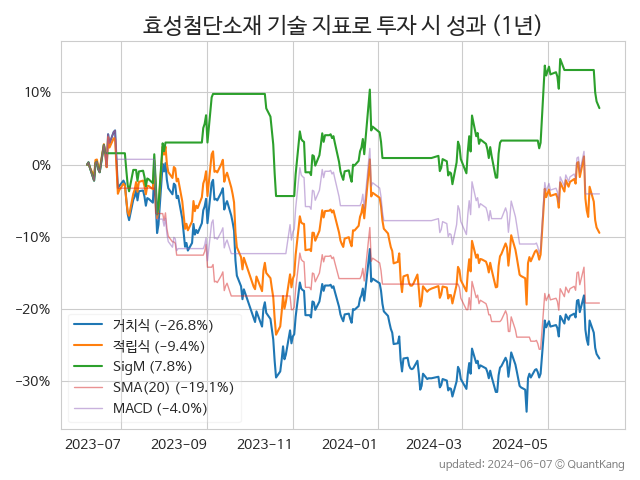 효성첨단소재 기술 지표로 투자 시 성과 (1년)
10%
0%
−10%
−20%
−30%
거치식 (−26.8%)
적립식 (−9.4%)
SigM (7.8%)
SMA(20) (−19.1%)
MACD (−4.0%)
2023−07 2023−09 2023−11 2024−01 2024−03 2024−05
updated: 2024−06−07 © QuantKang